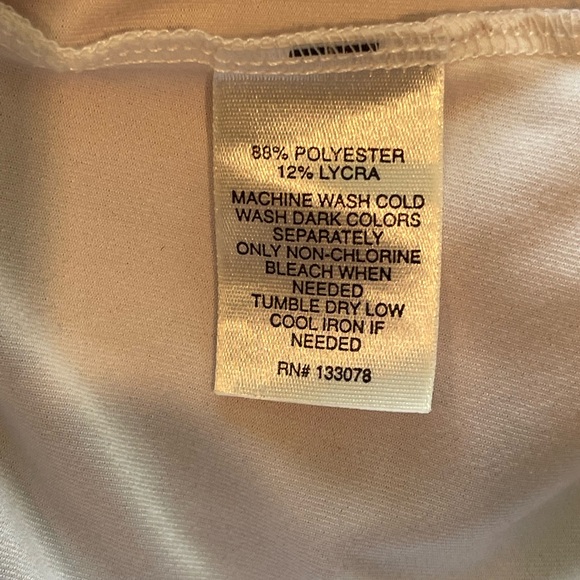 88% POLYESTER
12% LYCRA
MACHINE WASH COLD
WASH DARK COLORS
SEPARATELY
ONLY NON-CHLORINE
BLEACH WHEN
NEEDED
TUMBLE DRY LOW
COOL IRON IF
NEEDED
RN# 133078